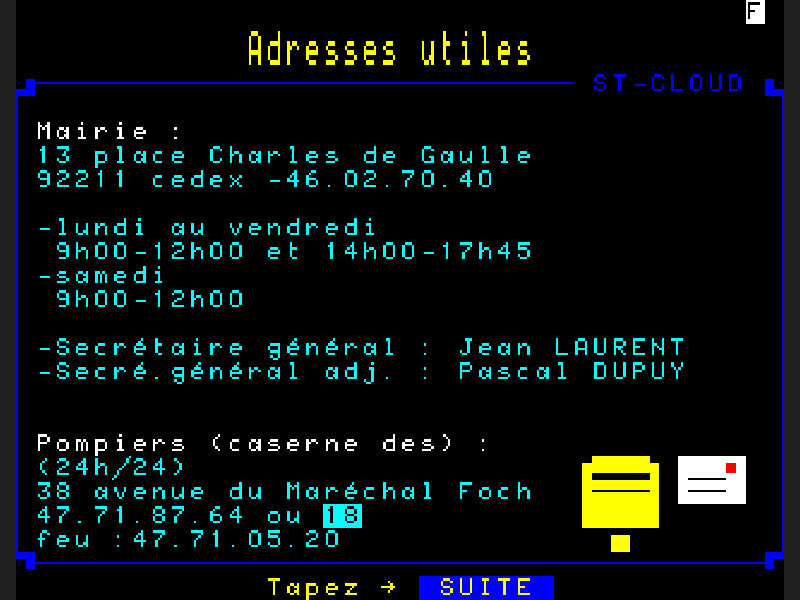 F
Adresses utiles
ST-CLOUD
Mairie :
13 place Charles de Gaulle
92211 cedex -46.02.70.40
-lundi au vendredi
9h00-12h00 et 14h00-17h45
-samedi
9h00-12h00
-Secrétaire général : Jean LAURENT
-Secré.général adj. : Pascal DUPUY
Pompiers (caserne des) :
(24h/24)
38 avenue du Maréchal Foch
47.71.87.64 ou 18
feu :47.71.05.20
Tapez → SUITE